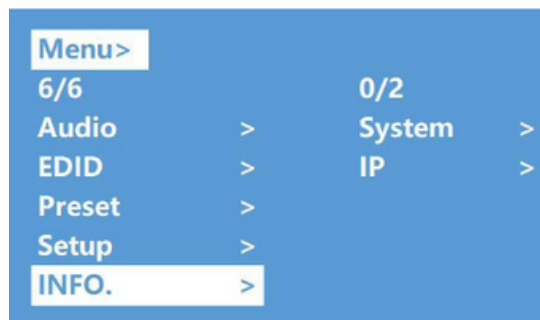 Menu>
6/6 0/2
Audio > System >
EDID > IP >
Preset >
Setup >
INFO. >